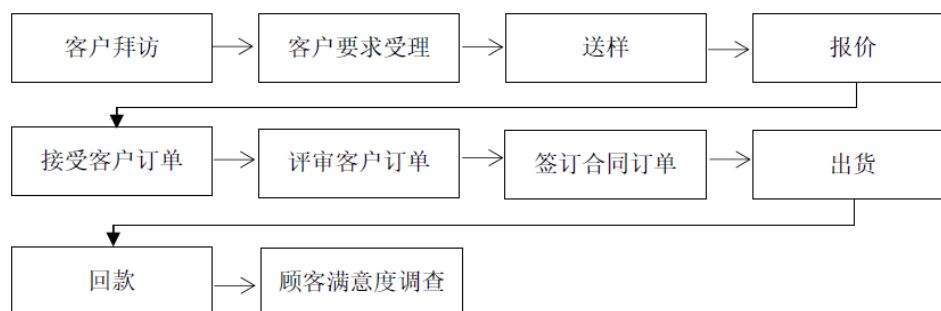 客户拜访
客户要求受理
送样
报价
接受客户订单
评审客户订单
签订合同订单
出货
回款
顾客满意度调查